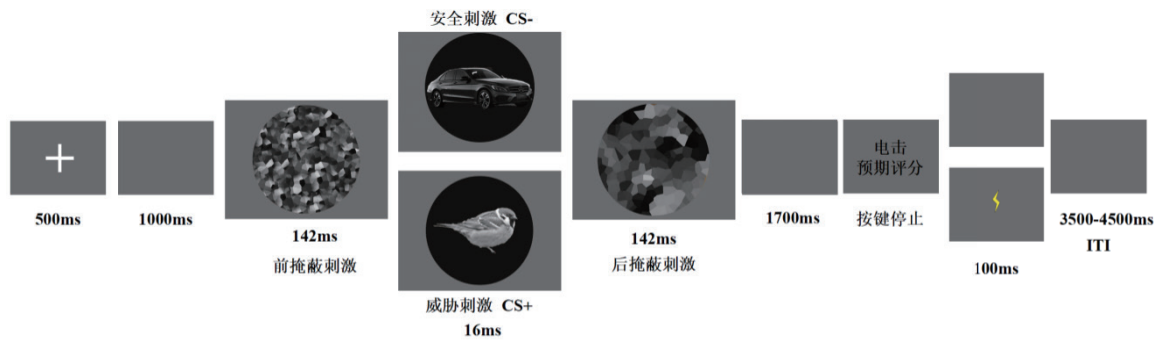 500ms
1000ms
142ms
前掩蔽刺激
安全刺激 CS-
威胁刺激 CS+
16ms
142ms
后掩蔽刺激
1700ms
电击
预期评分
按键停止
100ms
3500-4500ms
ITI